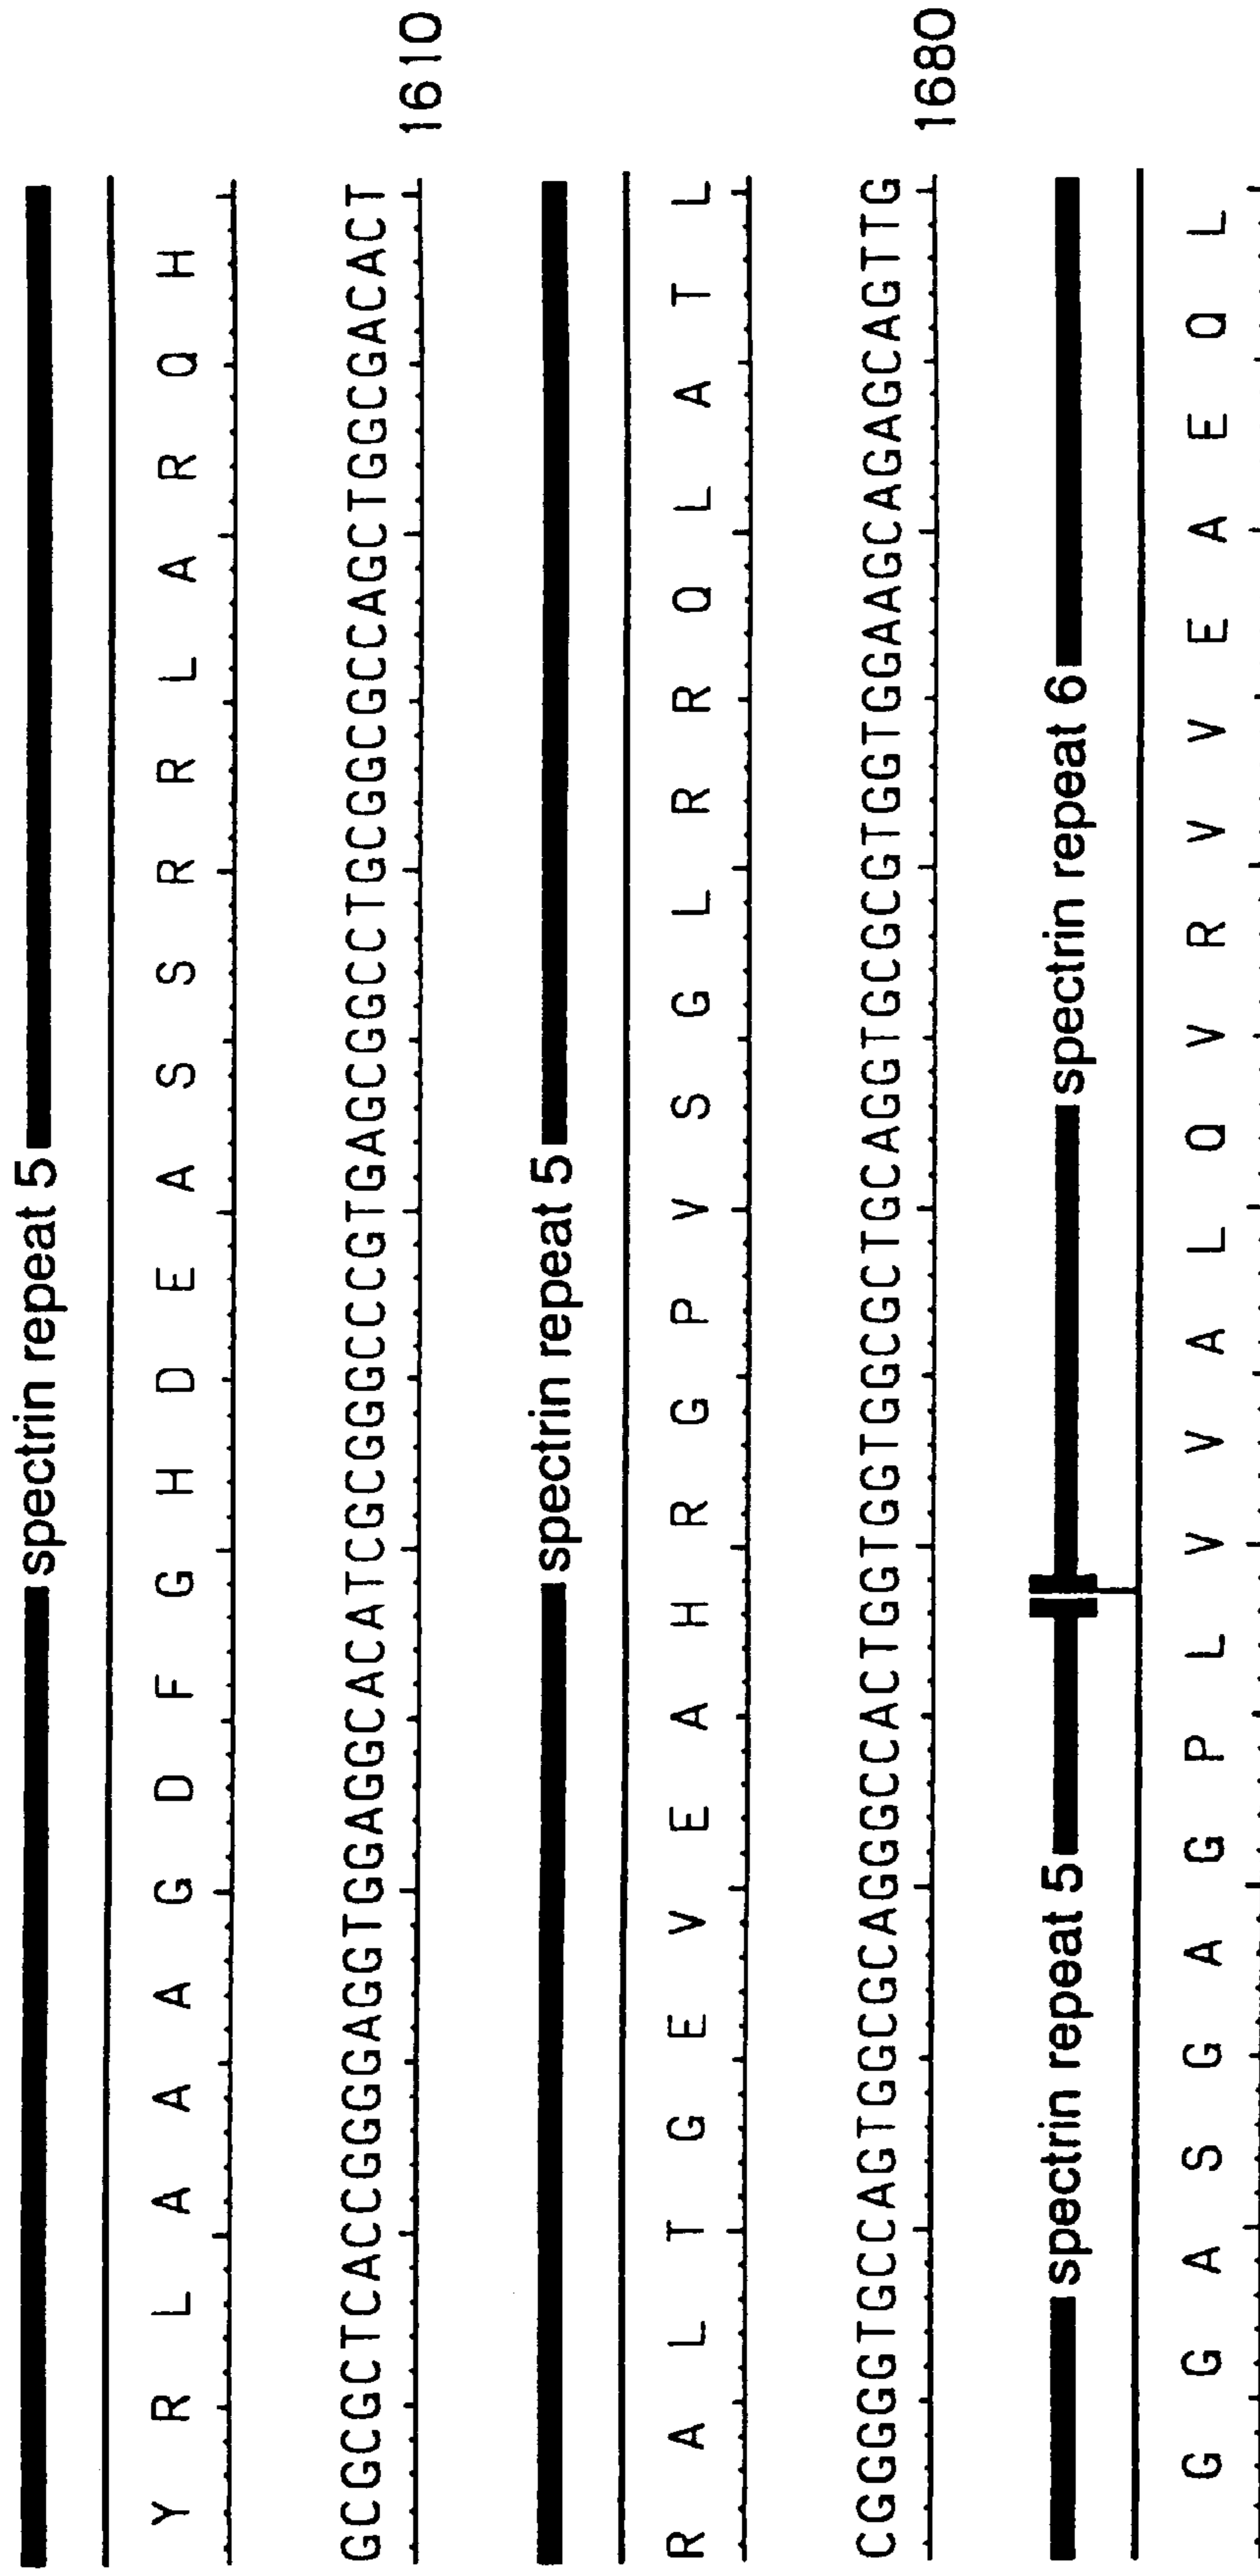 spectrin repeat 5
Y R L A A A G D F G H D E A S S R R L A R Q H
GCGCGCTCACCGGGGAGGTGGAGGCACATCGCGGGCCCGTGAGCGGCCTGCGGCGCCAGCTGGCGACACT 1610
spectrin repeat 5
R A L T G E V E A H R G P V S G L R R Q L A T L
CGGGGGTGCCAGTGGCGCAGGGCCACTGGTGGTGGCGCTGCAGGTGCGCGTGGTGGAAGCAGAGCAGTTG 1680
spectrin repeat 5 spectrin repeat 6
G G A S G A G P L V V A L Q V R V V E A E Q L